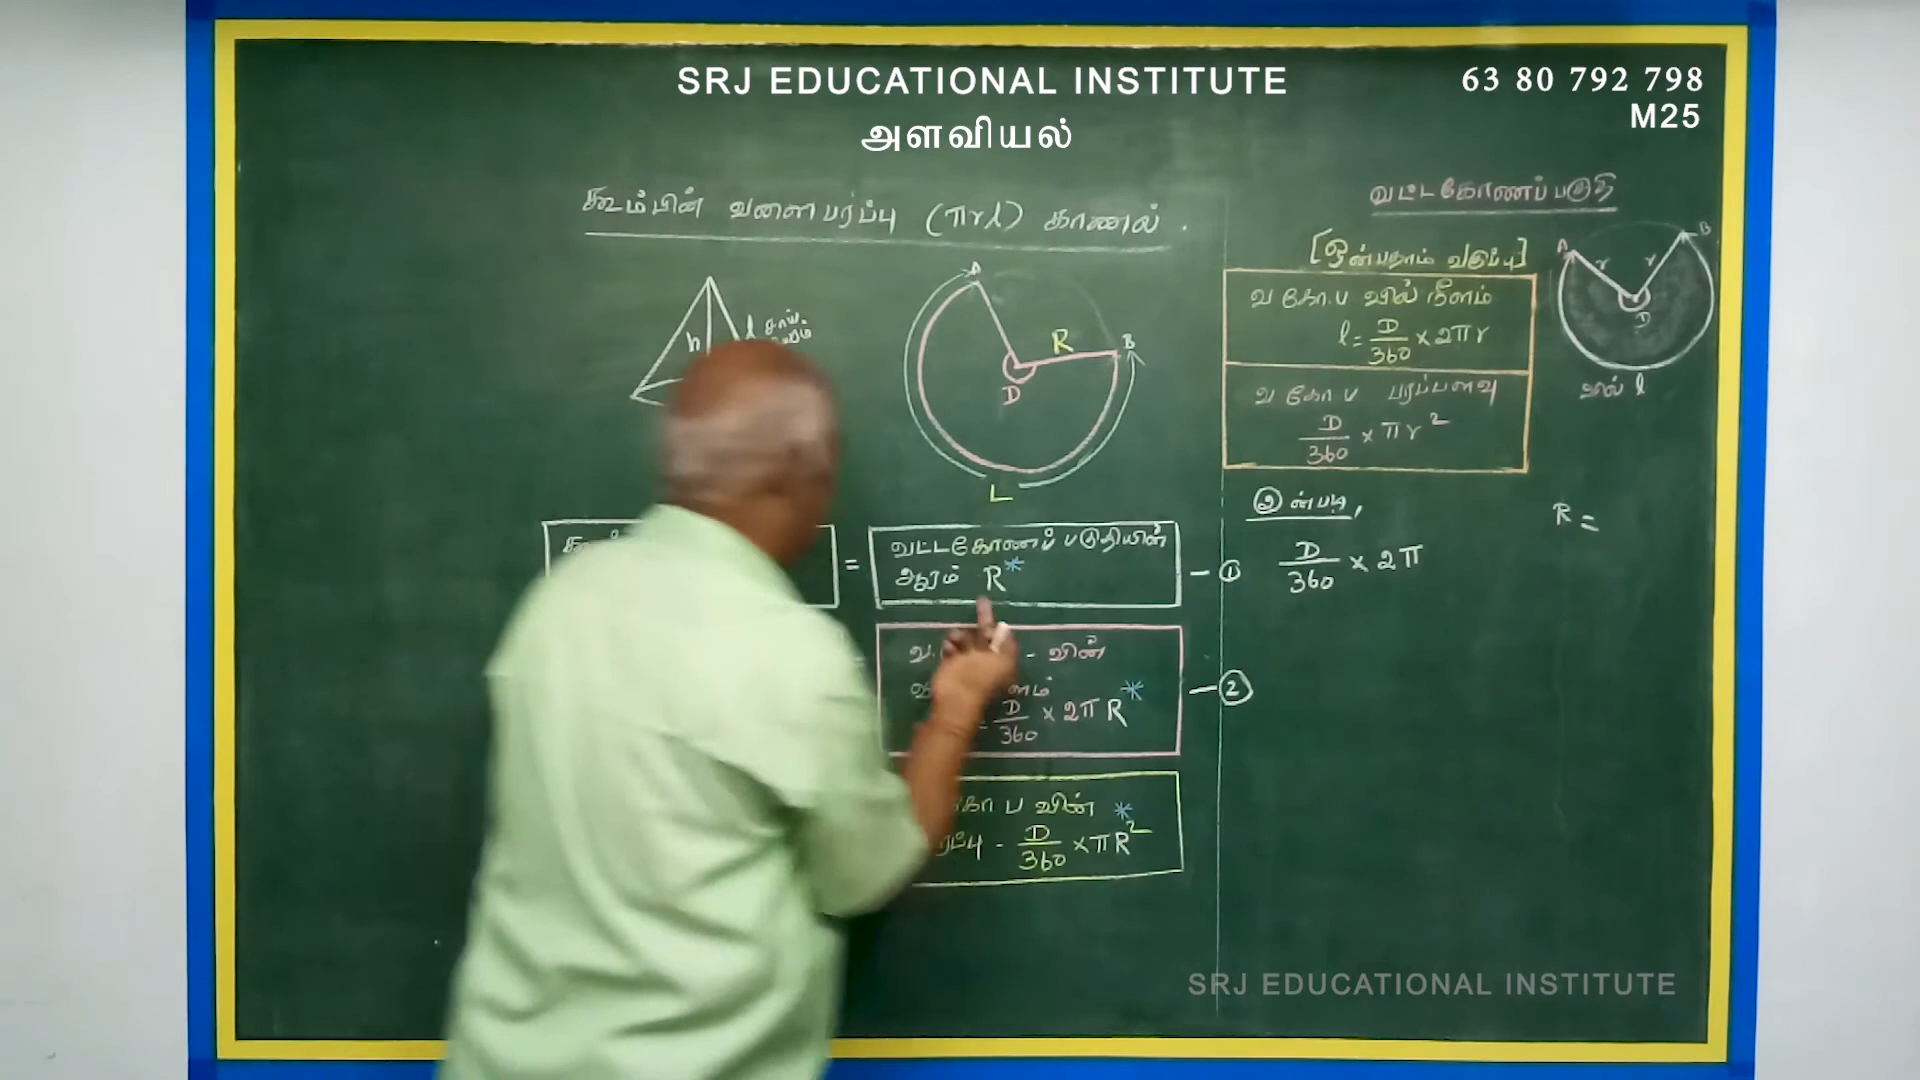 SRJ EDUCATIONAL INSTITUTE
63 80 792 798
M25
அளவியல்
கூம்பின் வளைபரப்பு (πrl) காணல்.
h
l சாய்.
A
R
B
D
L
வட்டகோணப் பகுதியின்
ஆரம் R*
= 
— ①
- வின்
D/360 × 2π R*
— ②
கோ ப வின் *
ரப்பு - D/360 × πR²
வட்டகோணப் பகுதி
[ஒன்பதாம் வகுப்பு]
வ கோ.ப வில் நீளம்
l = D/360 × 2πr
வ கோ ப பரப்பளவு
D/360 × πr²
A
B
r
r
D
வில் l
இன்படி,
R =
D/360 × 2π
SRJ EDUCATIONAL INSTITUTE